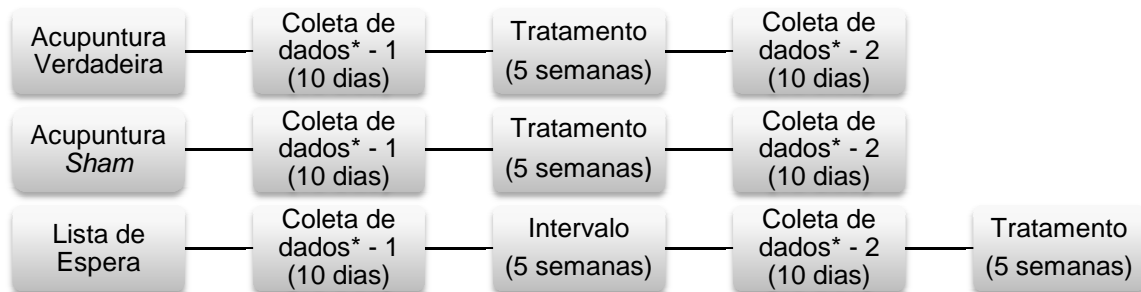 Acupuntura
Verdadeira
Coleta de
dados* - 1
(10 dias)
Tratamento
(5 semanas)
Coleta de
dados* - 2
(10 dias)
Acupuntura
Sham
Coleta de
dados* - 1
(10 dias)
Tratamento
(5 semanas)
Coleta de
dados* - 2
(10 dias)
Lista de
Espera
Coleta de
dados* - 1
(10 dias)
Intervalo
(5 semanas)
Coleta de
dados* - 2
(10 dias)
Tratamento
(5 semanas)